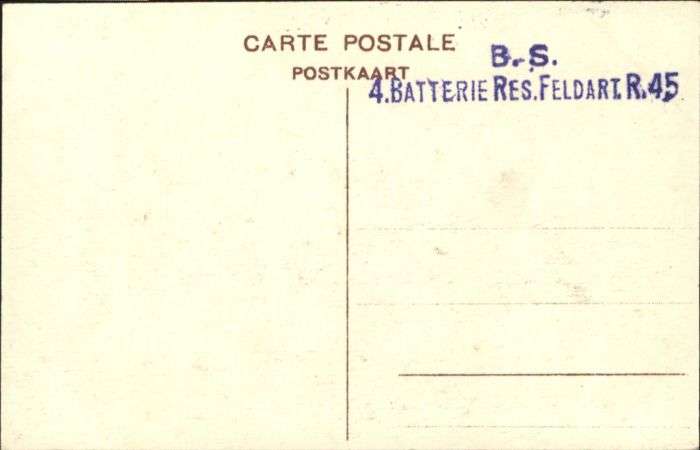 CARTE POSTALE
POSTKAART
B.-S.
4.BATTERIE RES.FELDART.R.45